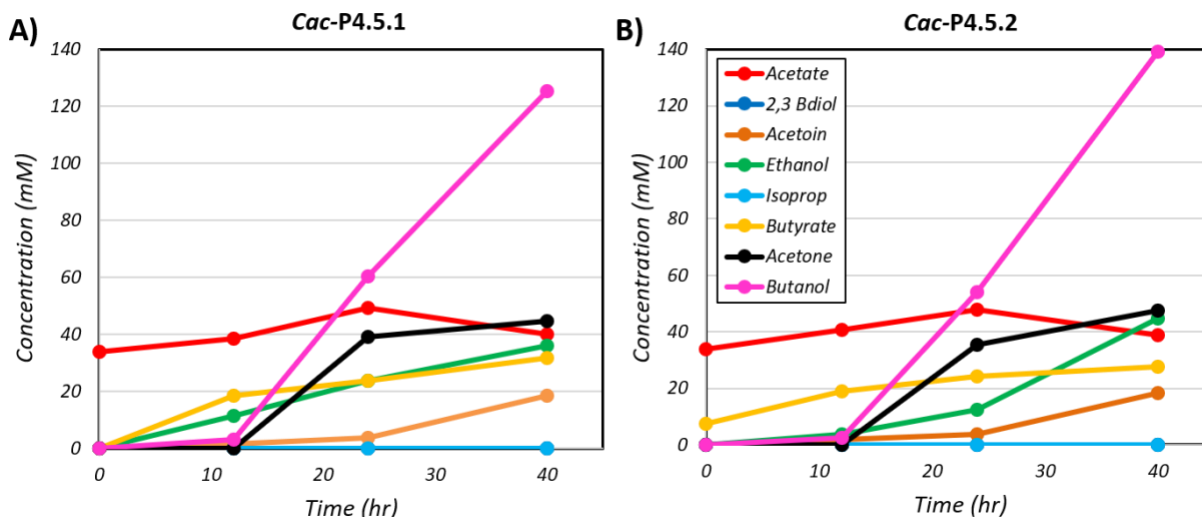 A)
Cac-P4.5.1
Concentration (mM)
140
120
100
80
60
40
20
0
0 10 20 30 40
Time (hr)
B)
Cac-P4.5.2
Concentration (mM)
140
120
100
80
60
40
20
0
Acetate
2,3 Bdiol
Acetoin
Ethanol
Isoprop
Butyrate
Acetone
Butanol
0 10 20 30 40
Time (hr)